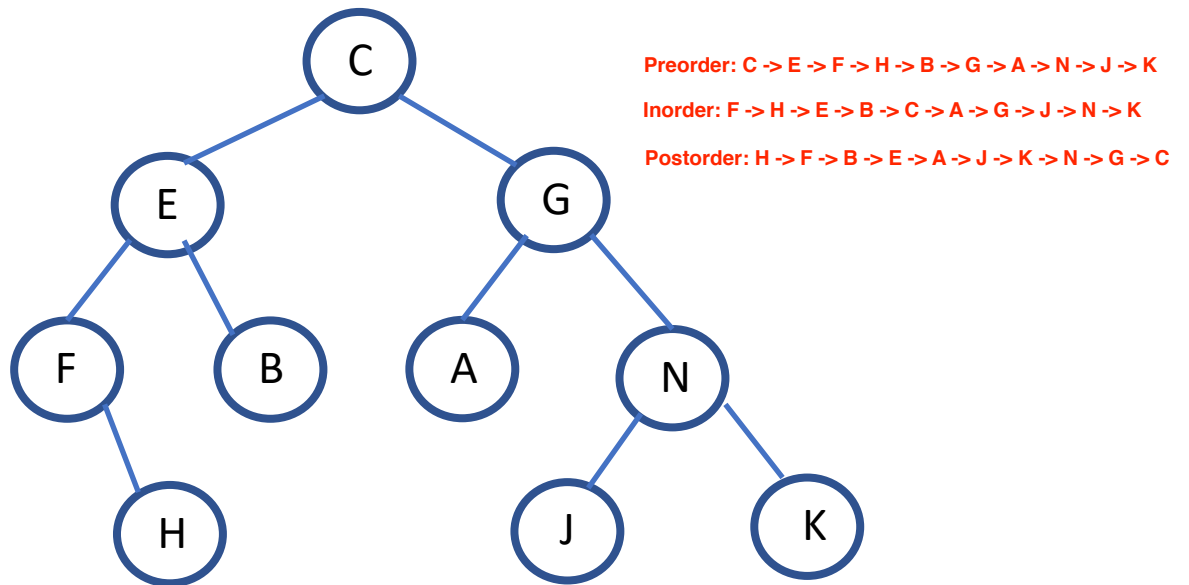 C
Preorder: C -> E -> F -> H -> B -> G -> A -> N -> J -> K
Inorder: F -> H -> E -> B -> C -> A -> G -> J -> N -> K
Postorder: H -> F -> B -> E -> A -> J -> K -> N -> G -> C
E
G
F
B
A
N
H
J
K